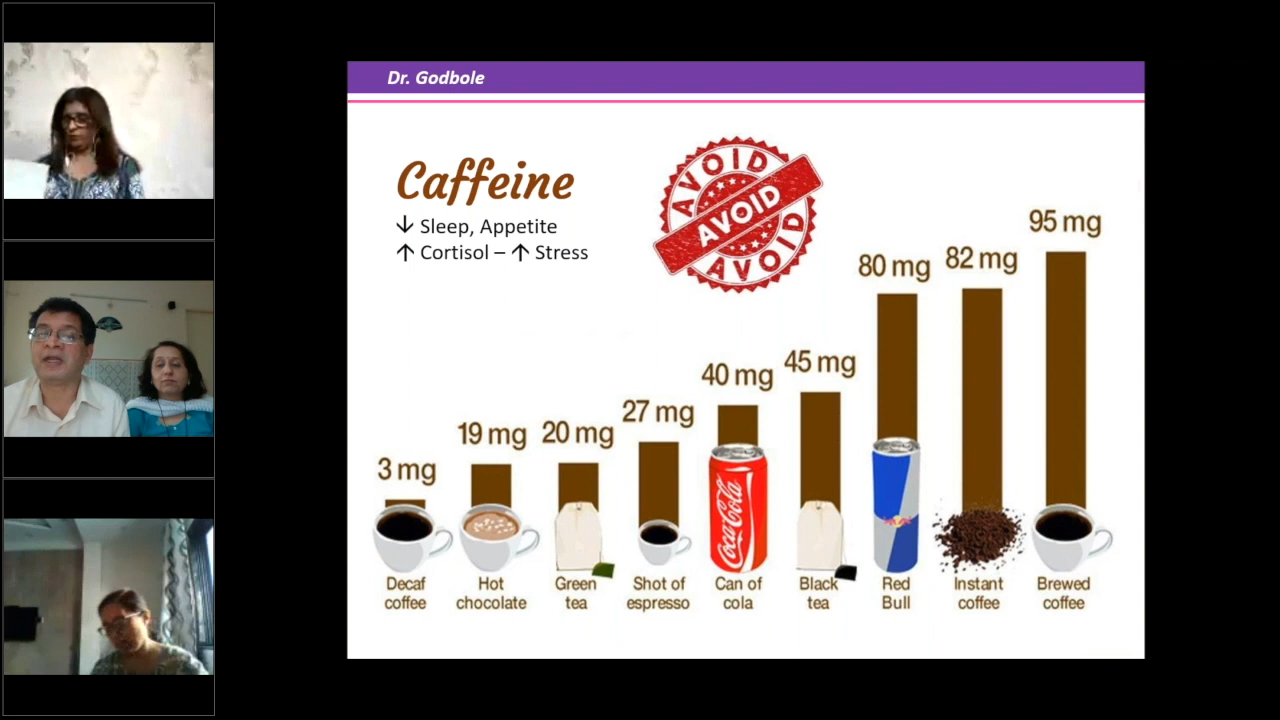 Dr. Godbole
Caffeine
↓ Sleep, Appetite
↑ Cortisol – ↑ Stress
AVOID
AVOID
AVOID
95 mg
80 mg
82 mg
45 mg
40 mg
27 mg
20 mg
19 mg
3 mg
Coca-Cola
Decaf
coffee
Hot
chocolate
Green
tea
Shot of
espresso
Can of
cola
Black
tea
Red
Bull
Instant
coffee
Brewed
coffee